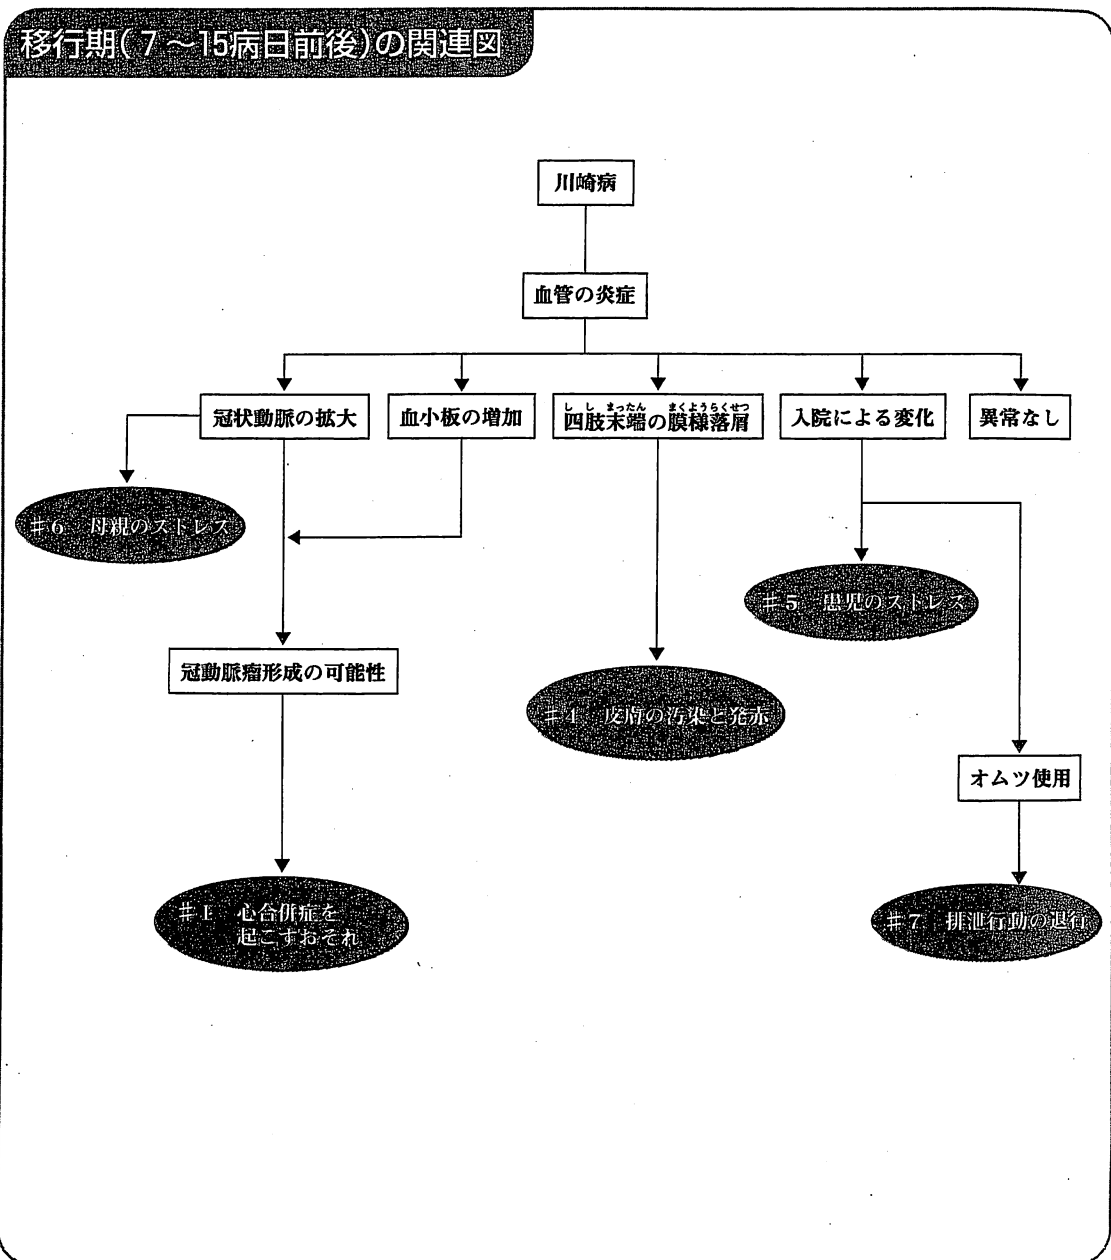 移行期(7〜15病日前後)の関連図
川崎病
血管の炎症
冠状動脈の拡大
血小板の増加
し し まったん まくようらくせつ
四肢末端の膜様落屑
入院による変化
異常なし
#6 母親のストレス
#5 患児のストレス
冠動脈瘤形成の可能性
#4 皮膚の汚染と発赤
オムツ使用
#1 心合併症を
起こすおそれ
#7 排泄行動の退行